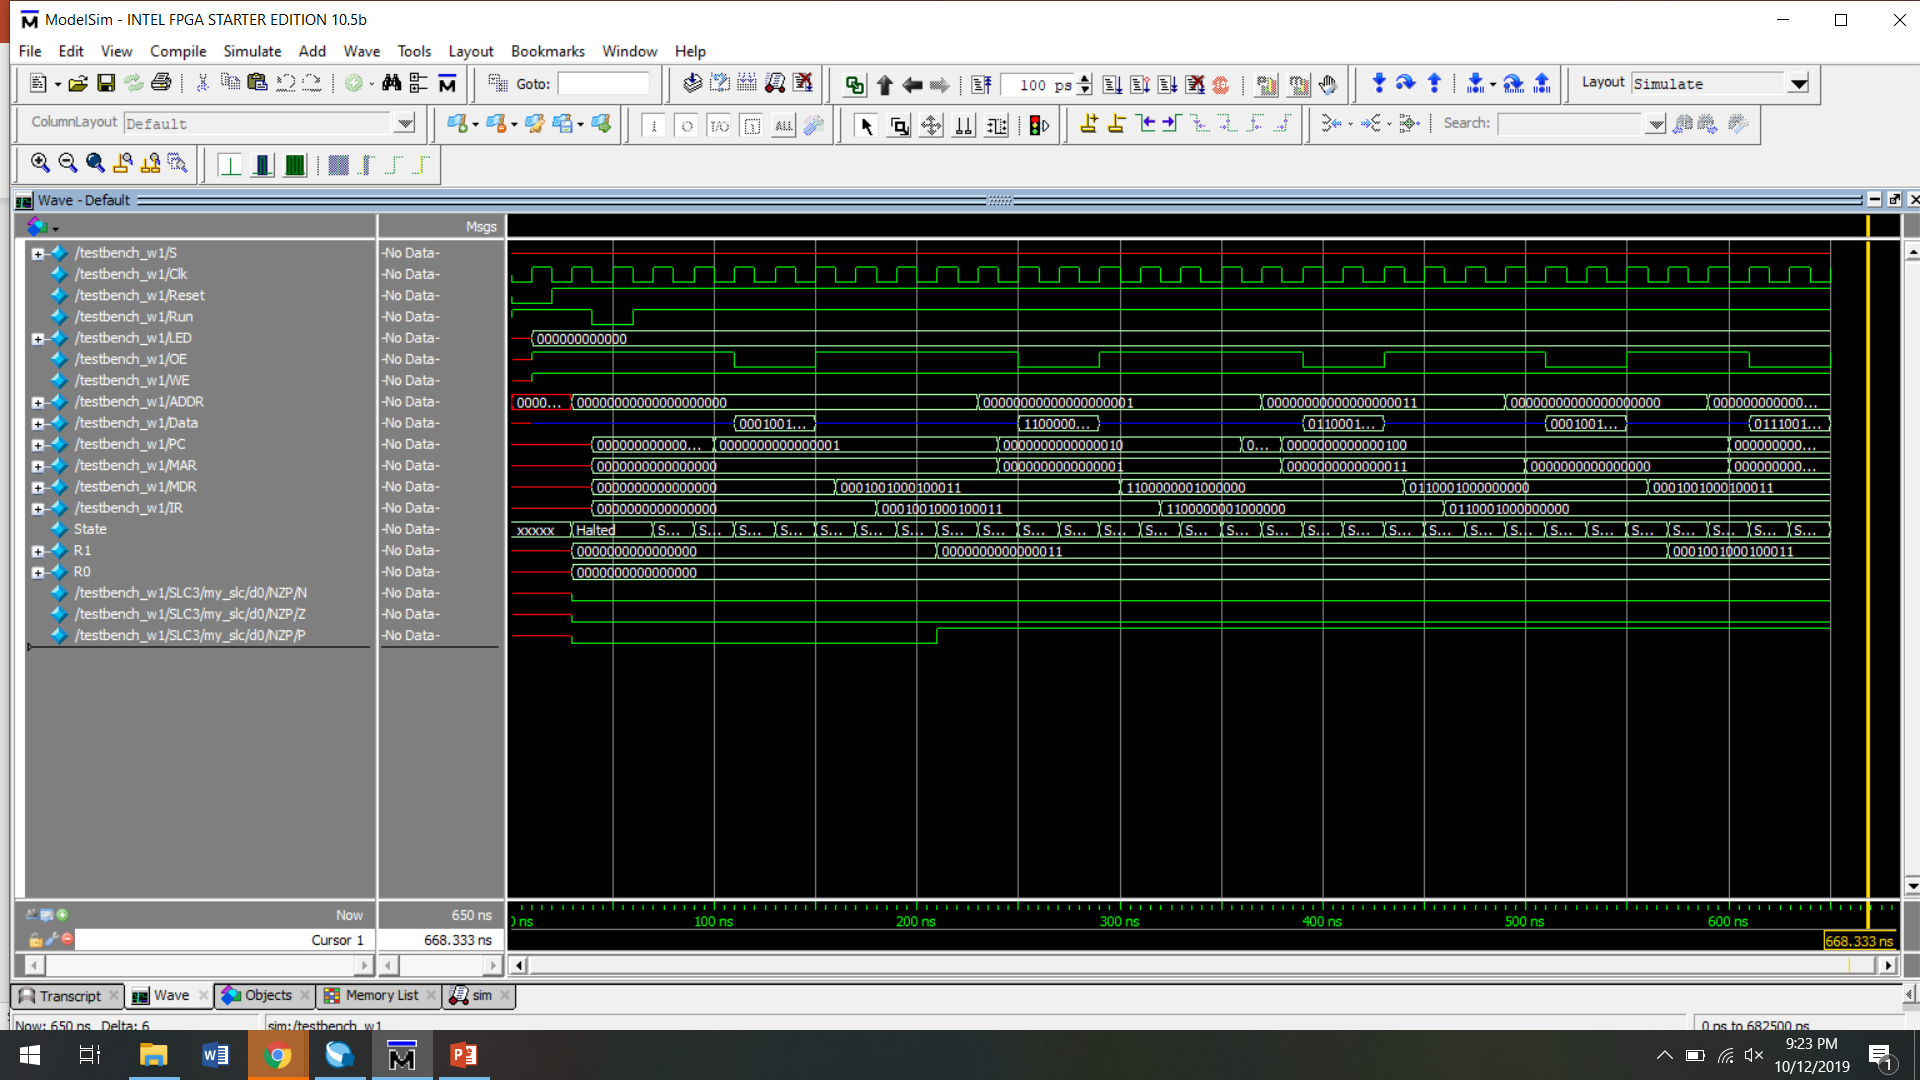 ModelSim - INTEL FPGA STARTER EDITION 10.5b
File Edit View Compile Simulate Add Wave Tools Layout Bookmarks Window Help
Goto: 100 ps Layout Simulate
ColumnLayout Default Search:
Wave - Default
Msgs
/testbench_w1/S -No Data-
/testbench_w1/Clk -No Data-
/testbench_w1/Reset -No Data-
/testbench_w1/Run -No Data-
/testbench_w1/LED -No Data- 000000000000
/testbench_w1/OE -No Data-
/testbench_w1/WE -No Data-
/testbench_w1/ADDR -No Data- 0000... 00000000000000000000 00000000000000000001 00000000000000000011 00000000000000000000 000000000000...
/testbench_w1/Data -No Data- 0001001... 1100000... 0110001... 0001001... 0111001...
/testbench_w1/PC -No Data- 000000000000... 0000000000000001 0000000000000010 0... 0000000000000100 000000000...
/testbench_w1/MAR -No Data- 0000000000000000 0000000000000001 0000000000000011 0000000000000000 000000000...
/testbench_w1/MDR -No Data- 0000000000000000 0001001000100011 1100000001000000 0110001000000000 0001001000100011
/testbench_w1/IR -No Data- 0000000000000000 0001001000100011 1100000001000000 0110001000000000
State -No Data- xxxxx Halted S... S... S... S... S... S... S... S... S... S... S... S... S... S... S... S... S... S... S... S... S... S... S... S... S... S... S... S... S...
R1 -No Data- 0000000000000000 0000000000000011 0001001000100011
R0 -No Data- 0000000000000000
/testbench_w1/SLC3/my_slc/d0/NZP/N -No Data-
/testbench_w1/SLC3/my_slc/d0/NZP/Z -No Data-
/testbench_w1/SLC3/my_slc/d0/NZP/P -No Data-
Now 650 ns ns 100 ns 200 ns 300 ns 400 ns 500 ns 600 ns
Cursor 1 668.333 ns 668.333 ns
Transcript Wave Objects Memory List sim
Now: 650 ns Delta: 6 sim:/testbench_w1 0 ps to 682500 ps
9:23 PM
10/12/2019
1